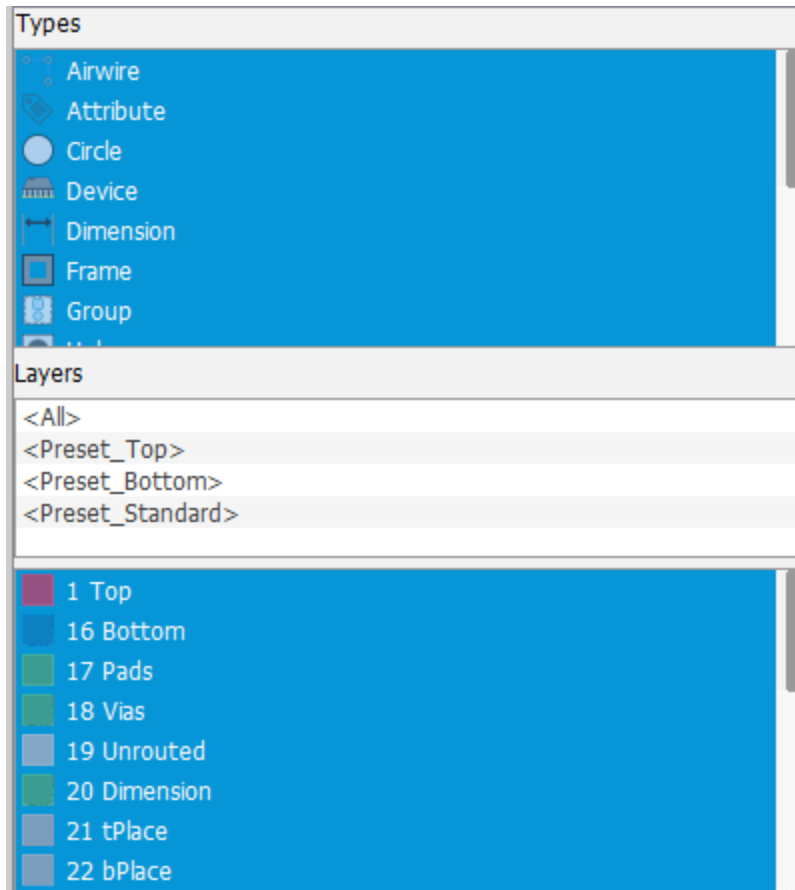 Types
Airwire
Attribute
Circle
Device
Dimension
Frame
Group
Layers
<All>
<Preset_Top>
<Preset_Bottom>
<Preset_Standard>
1 Top
16 Bottom
17 Pads
18 Vias
19 Unrouted
20 Dimension
21 tPlace
22 bPlace